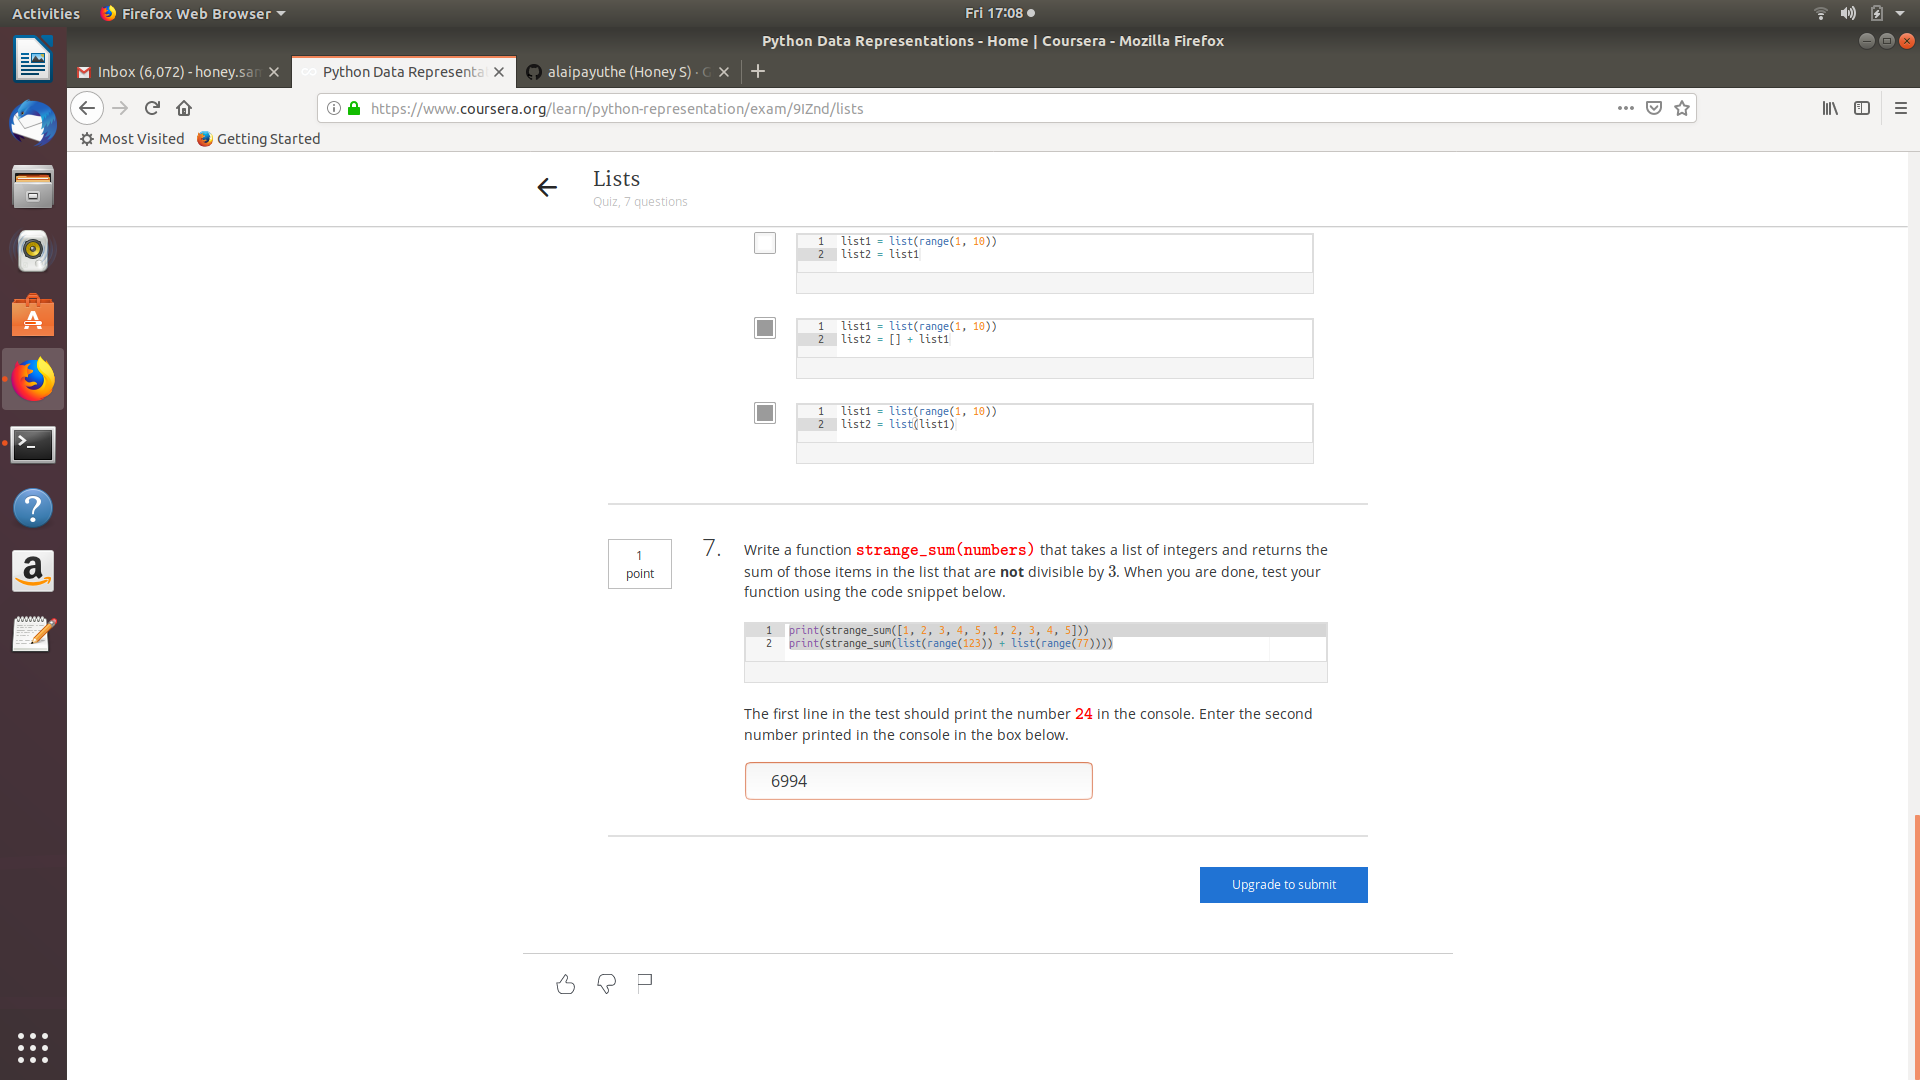 Activities
Firefox Web Browser
Fri 17:08
Python Data Representations - Home | Coursera - Mozilla Firefox
Inbox (6,072) - honey.san
Python Data Representa
alaipayuthe (Honey S) ·
https://www.coursera.org/learn/python-representation/exam/9IZnd/lists
Most Visited
Getting Started
Lists
Quiz, 7 questions
1 list1 = list(range(1, 10))
2 list2 = list1
1 list1 = list(range(1, 10))
2 list2 = [] + list1
1 list1 = list(range(1, 10))
2 list2 = list(list1)
1
point
7.
Write a function strange_sum(numbers) that takes a list of integers and returns the
sum of those items in the list that are not divisible by 3. When you are done, test your
function using the code snippet below.
1 print(strange_sum([1, 2, 3, 4, 5, 1, 2, 3, 4, 5]))
2 print(strange_sum(list(range(123)) + list(range(77))))
The first line in the test should print the number 24 in the console. Enter the second
number printed in the console in the box below.
6994
Upgrade to submit